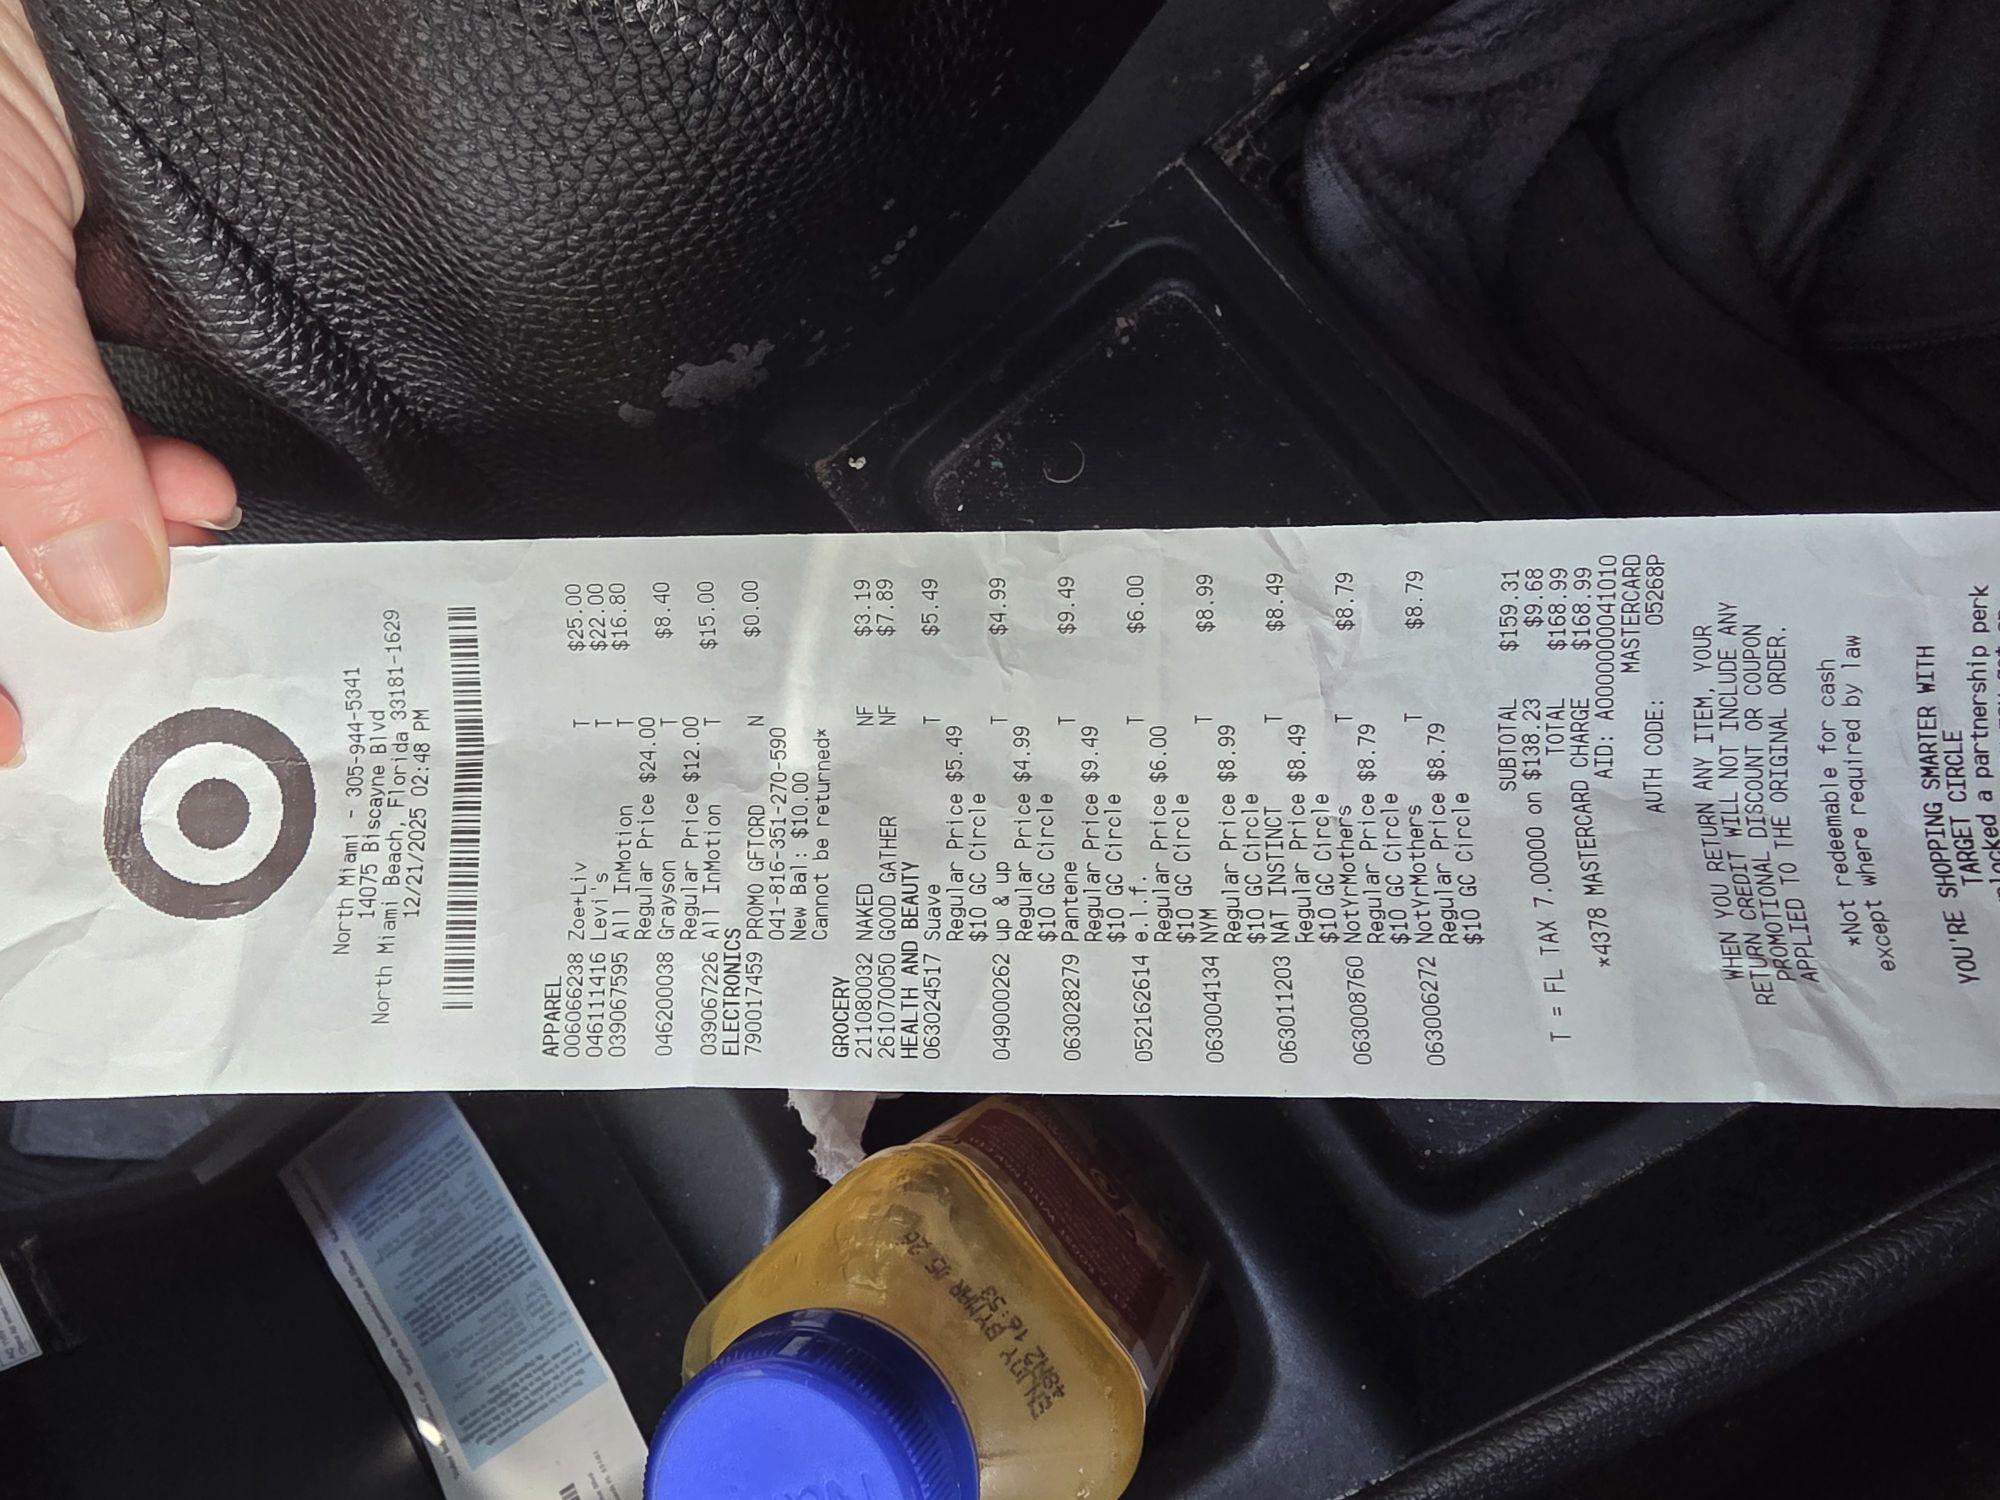 North Miami - 305-944-5341
14075 Biscayne Blvd
North Miami Beach, Florida 33181-1629
12/21/2025 02:48 PM
APPAREL
006066238 Zoe+Liv T $25.00
046111416 Levi's T $22.00
039067595 All InMotion T $16.80
Regular Price $24.00
046200038 Grayson T $8.40
Regular Price $12.00
039067226 All InMotion T $15.00
ELECTRONICS
790017459 PROMO GFTCRD N $0.00
041-816-351-270-590
New Bal: $10.00
Cannot be returned*
GROCERY
211080032 NAKED NF $3.19
261070050 GOOD GATHER NF $7.89
HEALTH AND BEAUTY
063024517 Suave T $5.49
Regular Price $5.49
$10 GC Circle
049000262 up & up T $4.99
Regular Price $4.99
$10 GC Circle
063028279 Pantene T $9.49
Regular Price $9.49
$10 GC Circle
052162614 e.l.f. T $6.00
Regular Price $6.00
$10 GC Circle
063004134 NYM T $8.99
Regular Price $8.99
$10 GC Circle
063011203 NAT INSTINCT T $8.49
Regular Price $8.49
$10 GC Circle
063008760 NotYrMothers T $8.79
Regular Price $8.79
$10 GC Circle
063006272 NotYrMothers T $8.79
Regular Price $8.79
$10 GC Circle
SUBTOTAL $159.31
T = FL TAX 7.00000 on $138.23 $9.68
TOTAL $168.99
*4378 MASTERCARD CHARGE $168.99
AID: A0000000041010
MASTERCARD
AUTH CODE: 05268P
WHEN YOU RETURN ANY ITEM, YOUR
RETURN CREDIT WILL NOT INCLUDE ANY
PROMOTIONAL DISCOUNT OR COUPON
APPLIED TO THE ORIGINAL ORDER.
*Not redeemable for cash
except where required by law
YOU'RE SHOPPING SMARTER WITH
TARGET CIRCLE
a partnership perk
ENJOY BY MAR 05 26
48N2 16:53